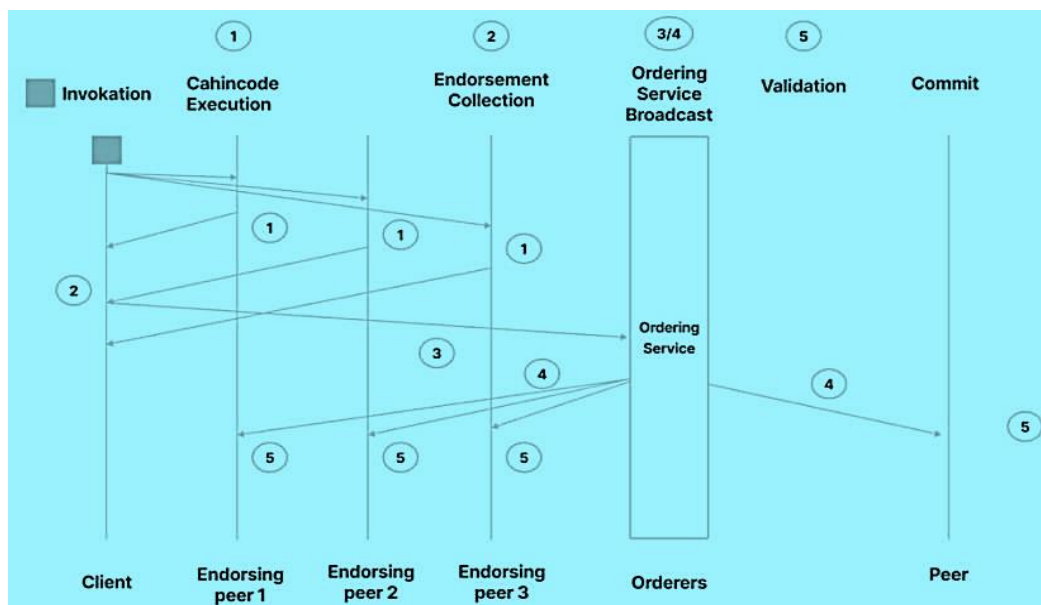 1
2
3/4
5
Invokation
Cahincode
Execution
Endorsement
Collection
Ordering
Service
Broadcast
Validation
Commit
1
1
1
2
Ordering
Service
3
4
4
5
5
5
5
Client
Endorsing
peer 1
Endorsing
peer 2
Endorsing
peer 3
Orderers
Peer